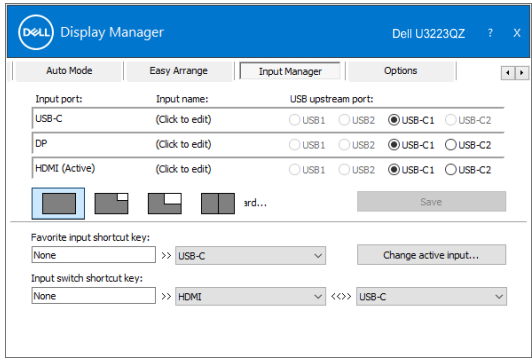 DELL Display Manager Dell U3223QZ ? X
Auto Mode Easy Arrange Input Manager Options
Input port: Input name: USB upstream port:
USB-C (Click to edit) USB1 USB2 USB-C1 USB-C2
DP (Click to edit) USB1 USB2 USB-C1 USB-C2
HDMI (Active) (Click to edit) USB1 USB2 USB-C1 USB-C2
ard... Save
Favorite input shortcut key:
None >> USB-C Change active input...
Input switch shortcut key:
None >> HDMI <<>> USB-C